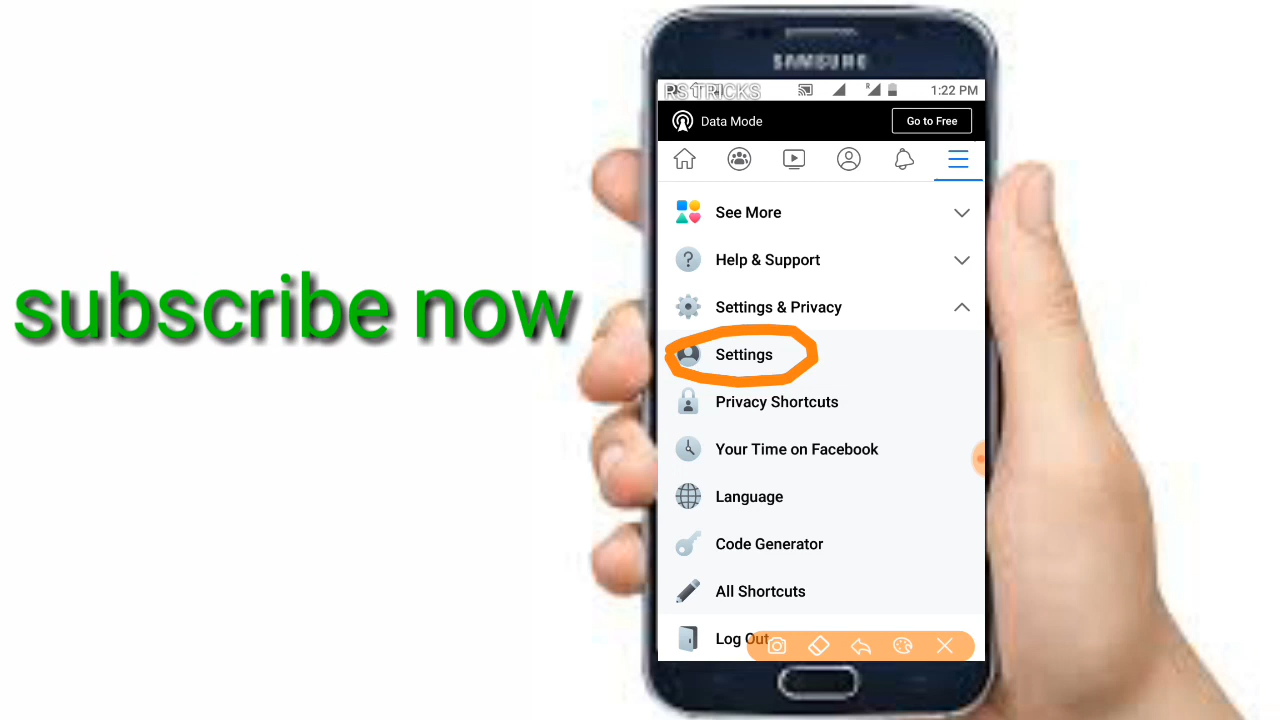 subscribe now
SAMSUNG
RS TRICKS
R
1:22 PM
Data Mode
Go to Free
See More
Help & Support
Settings & Privacy
Settings
Privacy Shortcuts
Your Time on Facebook
Language
Code Generator
All Shortcuts
Log Out